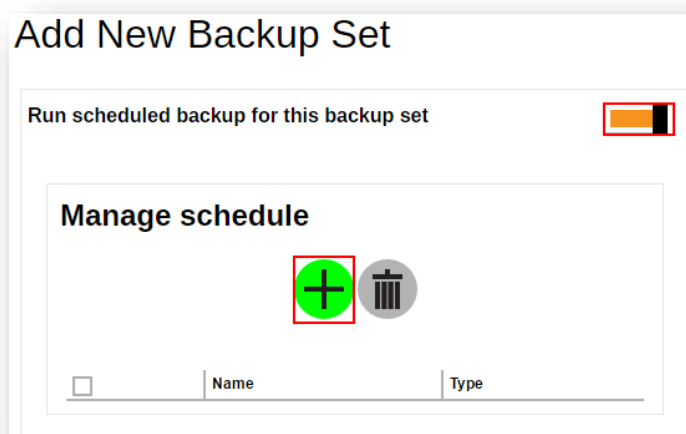 Add New Backup Set
Run scheduled backup for this backup set
Manage schedule
Name
Type